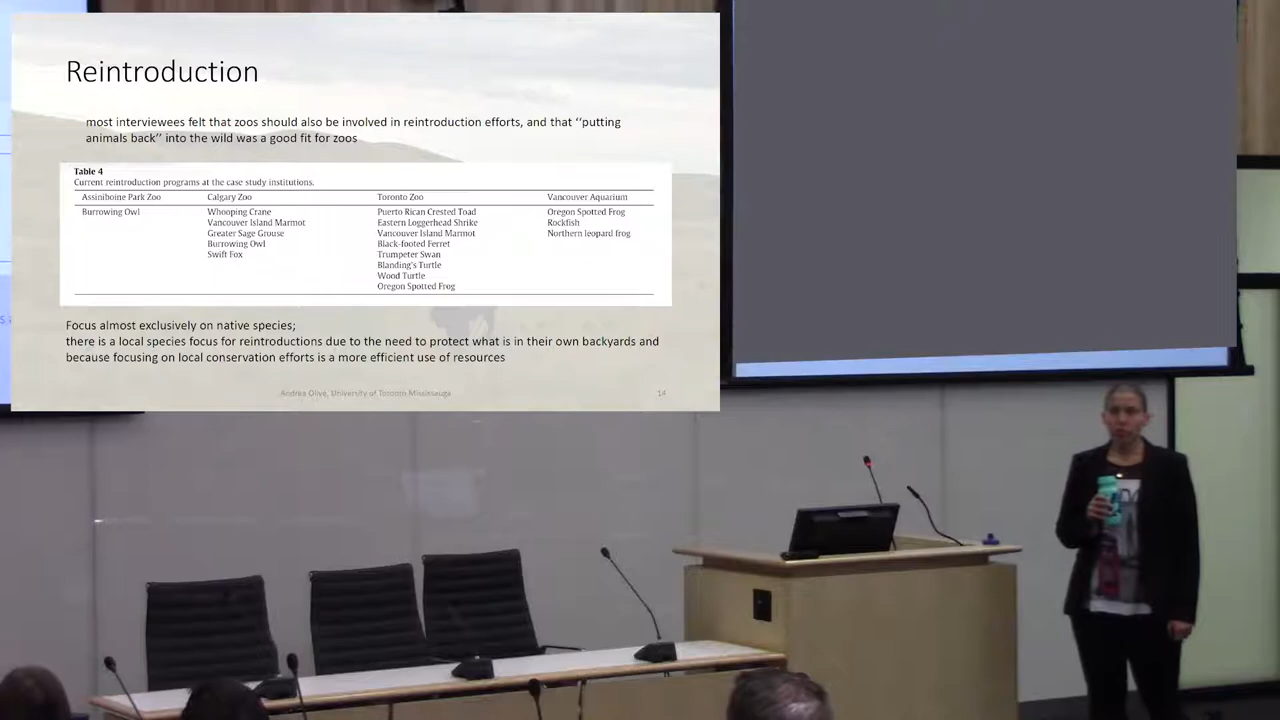 Reintroduction
most interviewees felt that zoos should also be involved in reintroduction efforts, and that ‘‘putting
animals back’’ into the wild was a good fit for zoos
Table 4
Current reintroduction programs at the case study institutions.
Assiniboine Park Zoo Calgary Zoo Toronto Zoo Vancouver Aquarium
Burrowing Owl Whooping Crane Puerto Rican Crested Toad Oregon Spotted Frog
Vancouver Island Marmot Eastern Loggerhead Shrike Rockfish
Greater Sage Grouse Vancouver Island Marmot Northern leopard frog
Burrowing Owl Black-footed Ferret
Swift Fox Trumpeter Swan
Blanding's Turtle
Wood Turtle
Oregon Spotted Frog
Focus almost exclusively on native species;
there is a local species focus for reintroductions due to the need to protect what is in their own backyards and
because focusing on local conservation efforts is a more efficient use of resources
Andrea Olive, University of Toronto Mississauga 14